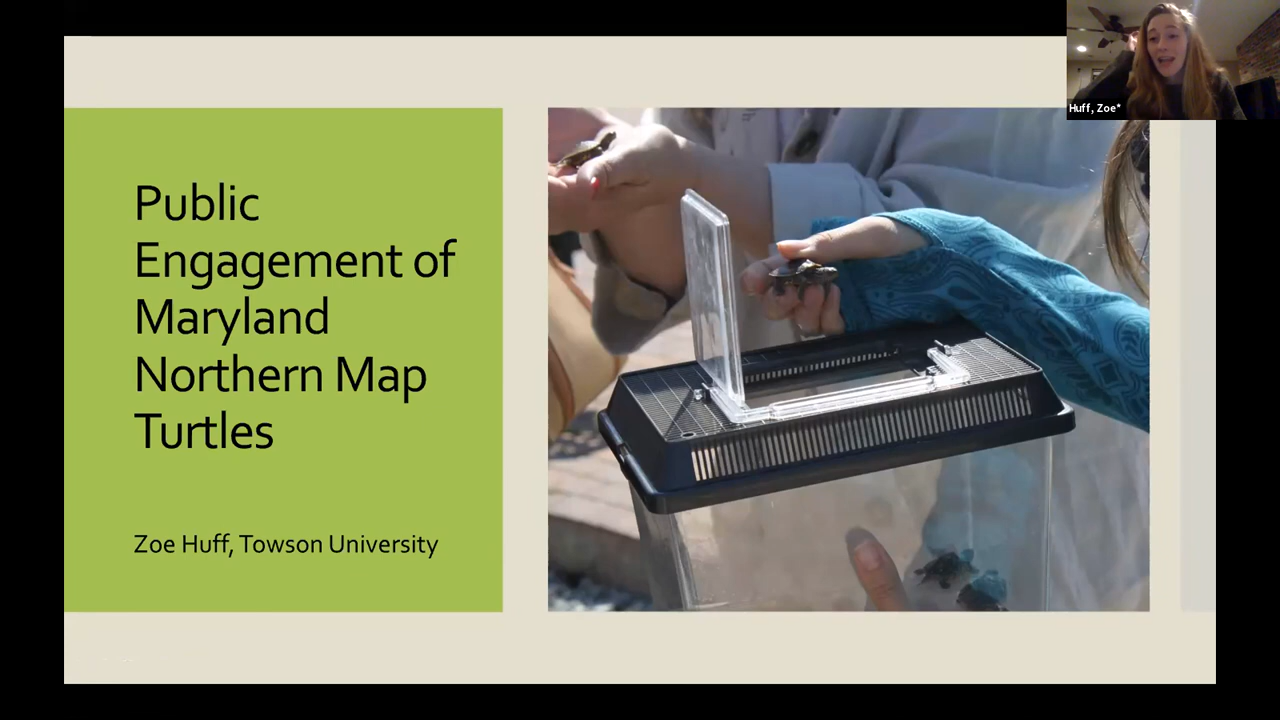 Huff, Zoe*
Public
Engagement of
Maryland
Northern Map
Turtles
Zoe Huff, Towson University